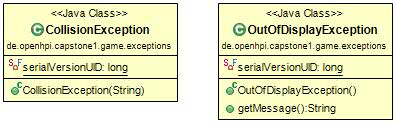 <<Java Class>>
CollisionException
de.openhpi.capstone1.game.exceptions
serialVersionUID: long
CollisionException(String)
<<Java Class>>
OutOfDisplayException
de.openhpi.capstone1.game.exceptions
serialVersionUID: long
OutOfDisplayException()
getMessage():String